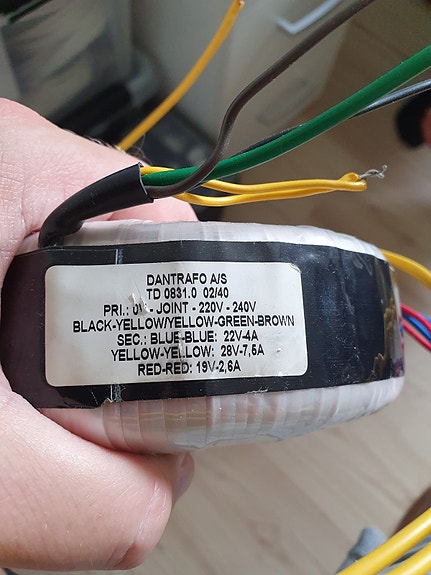 DANTRAFO A/S
TD 0831.0 02/40
PRI.: 0V - JOINT - 220V - 240V
BLACK-YELLOW/YELLOW-GREEN-BROWN
SEC.: BLUE-BLUE: 22V-4A
YELLOW-YELLOW: 28V-7,5A
RED-RED: 19V-2,6A